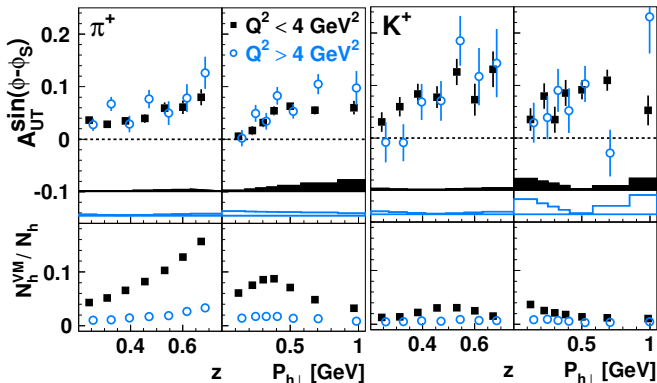 π+
Q² < 4 GeV²
Q² > 4 GeV²
K+
A_UT^sin(φ-φ_S)
0.2
0.1
0
-0.1
N_h^VM / N_h
0.1
0
0.4 0.6
0.5 1
0.4 0.6
0.5 1
z
P_h⊥ [GeV]
z
P_h⊥ [GeV]